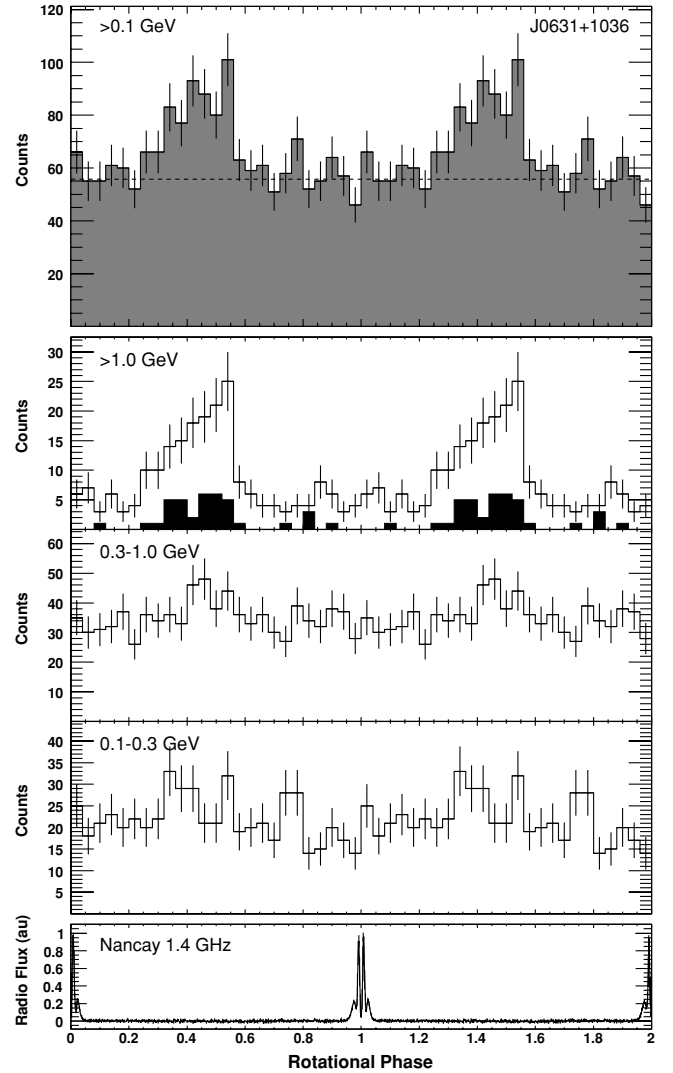 >0.1 GeV J0631+1036
120
100
80
60
40
20
Counts
>1.0 GeV
30
25
20
15
10
5
Counts
0.3-1.0 GeV
60
50
40
30
20
10
Counts
0.1-0.3 GeV
40
35
30
25
20
15
10
5
Counts
Nancay 1.4 GHz
1
0.8
0.6
0.4
0.2
0
Radio Flux (au)
0 0.2 0.4 0.6 0.8 1 1.2 1.4 1.6 1.8 2
Rotational Phase